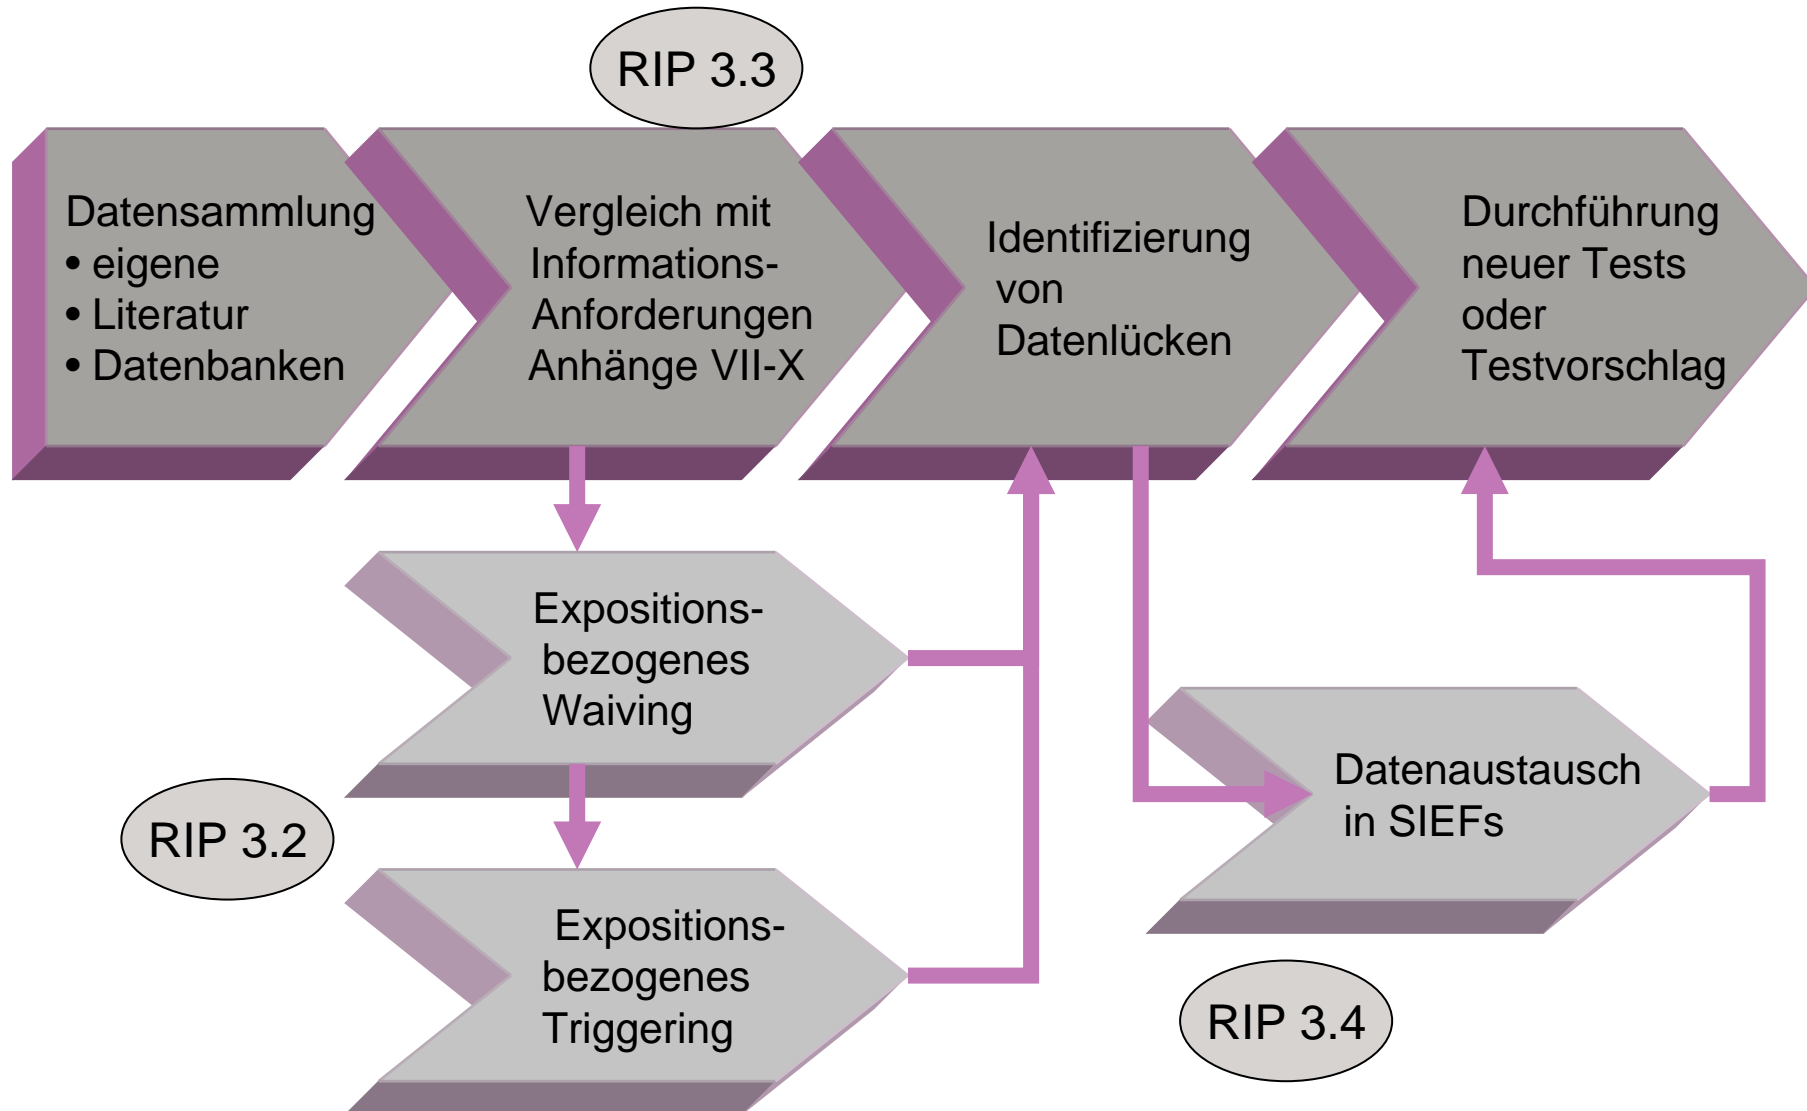 RIP 3.3
Datensammlung
• eigene
• Literatur
• Datenbanken
Vergleich mit
Informations-
Anforderungen
Anhänge VII-X
Identifizierung
von
Datenlücken
Durchführung
neuer Tests
oder
Testvorschlag
Expositions-
bezogenes
Waiving
RIP 3.2
Expositions-
bezogenes
Triggering
Datenaustausch
in SIEFs
RIP 3.4